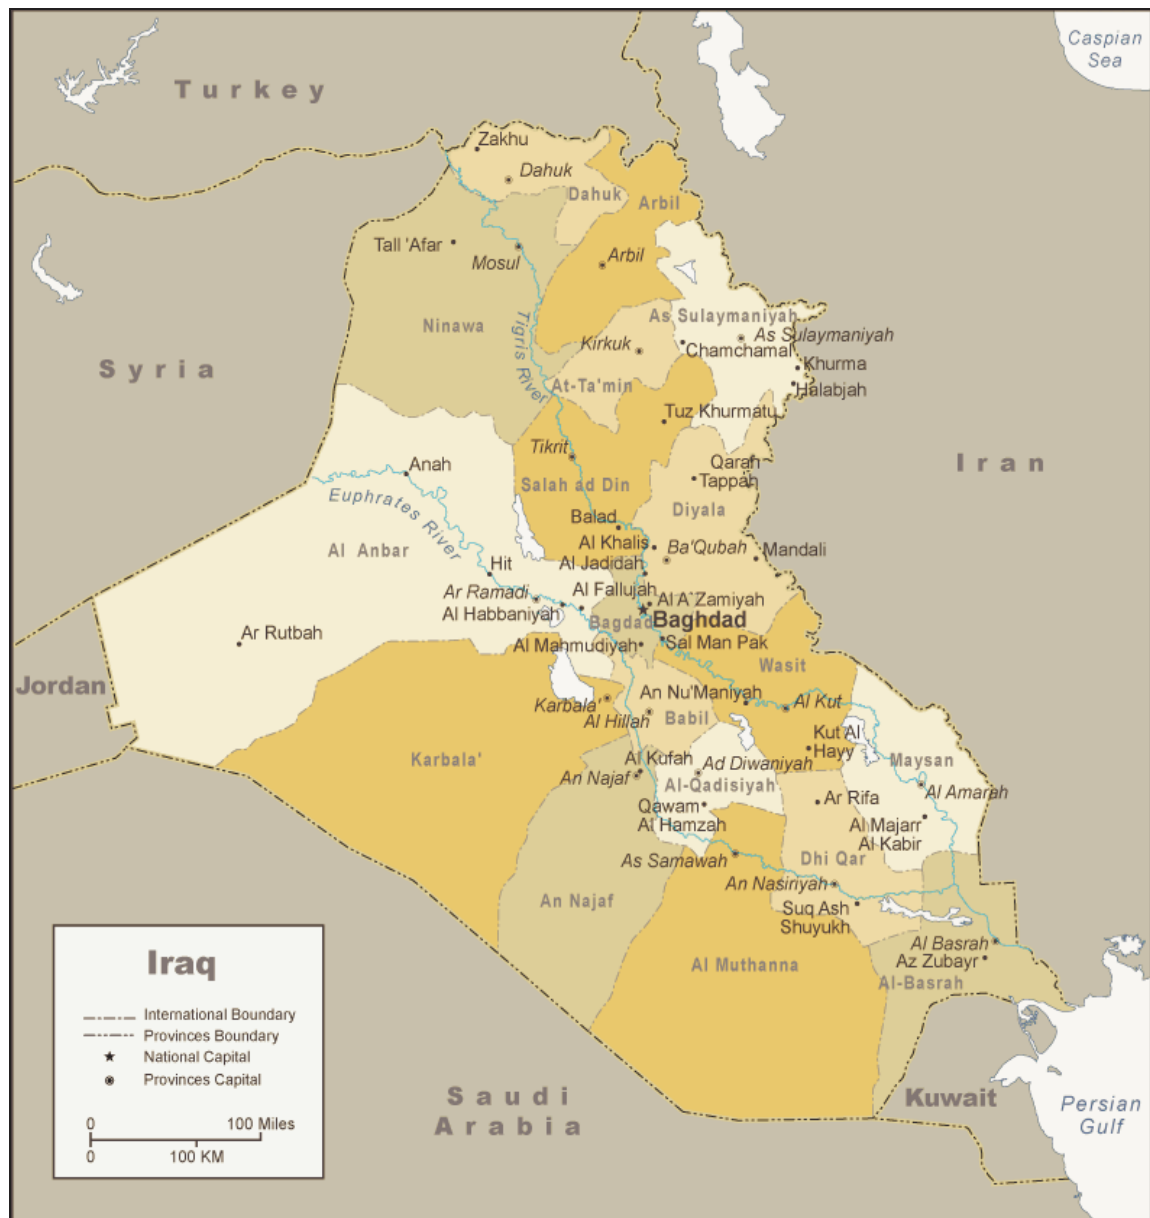 Caspian
Sea
Turkey
Zakhu
Dahuk
Dahuk
Arbil
Tall 'Afar
Mosul
Arbil
Ninawa
Tigris River
As Sulaymaniyah
As Sulaymaniyah
Kirkuk
Chamchamal
Syria
Khurma
At-Ta'min
Halabjah
Tuz Khurmatu
Tikrit
Anah
Qarah
Tappah
Iran
Euphrates River
Salah ad Din
Diyala
Balad
Al Khalis
Ba'Qubah
Mandali
Al Anbar
Hit
Al Jadidah
Ar Ramadi
Al Fallujah
Al A`Zamiyah
Al Habbaniyah
Bagdad
Baghdad
Ar Rutbah
Al Mahmudiyah
Sal Man Pak
Wasit
Jordan
An Nu'Maniyah
Karbala'
Al Kut
Al Hillah
Babil
Kut Al
Hayy
Karbala'
Al Kufah
Ad Diwaniyah
Maysan
An Najaf
Al-Qadisiyah
Al Amarah
Qawam
Al Hamzah
Ar Rifa
Al Majarr
Al Kabir
As Samawah
Dhi Qar
An Nasiriyah
An Najaf
Suq Ash
Shuyukh
Al Basrah
Az Zubayr
Al Muthanna
Al-Basrah
Iraq
International Boundary
Provinces Boundary
National Capital
Provinces Capital
0 100 Miles
0 100 KM
Saudi
Arabia
Kuwait
Persian
Gulf